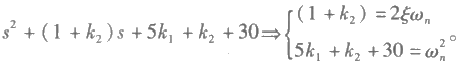 s² + (1 + k₂)s + 5k₁ + k₂ + 30 ⇒ { (1 + k₂) = 2ξωₙ
5k₁ + k₂ + 30 = ωₙ² 。